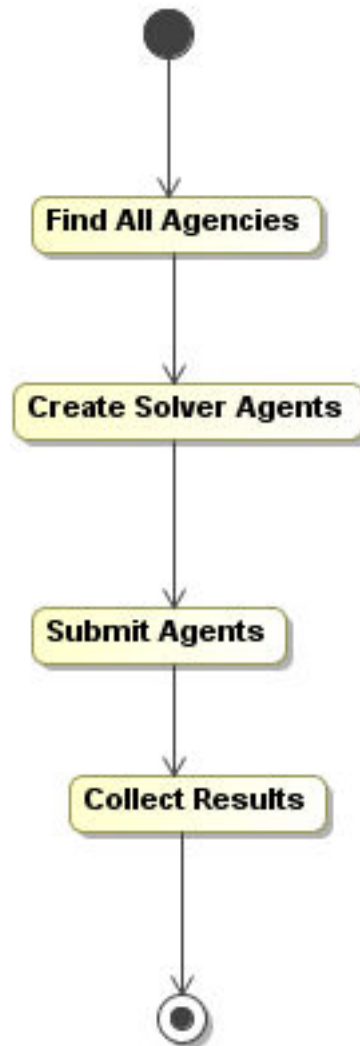 Find All Agencies
Create Solver Agents
Submit Agents
Collect Results